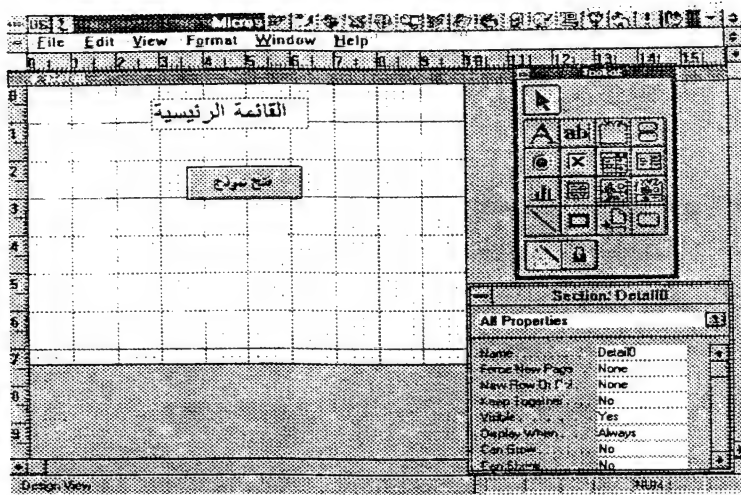 US
File Edit View Format Window Help
القائمة الرئيسية
فتح نموذج
Section: Detail0
All Properties
Name Detail0
Force New Page None
New Row Or Col None
Keep Together No
Visible Yes
Display When Always
Can Grow No
Can Shrink No
Design View NUM